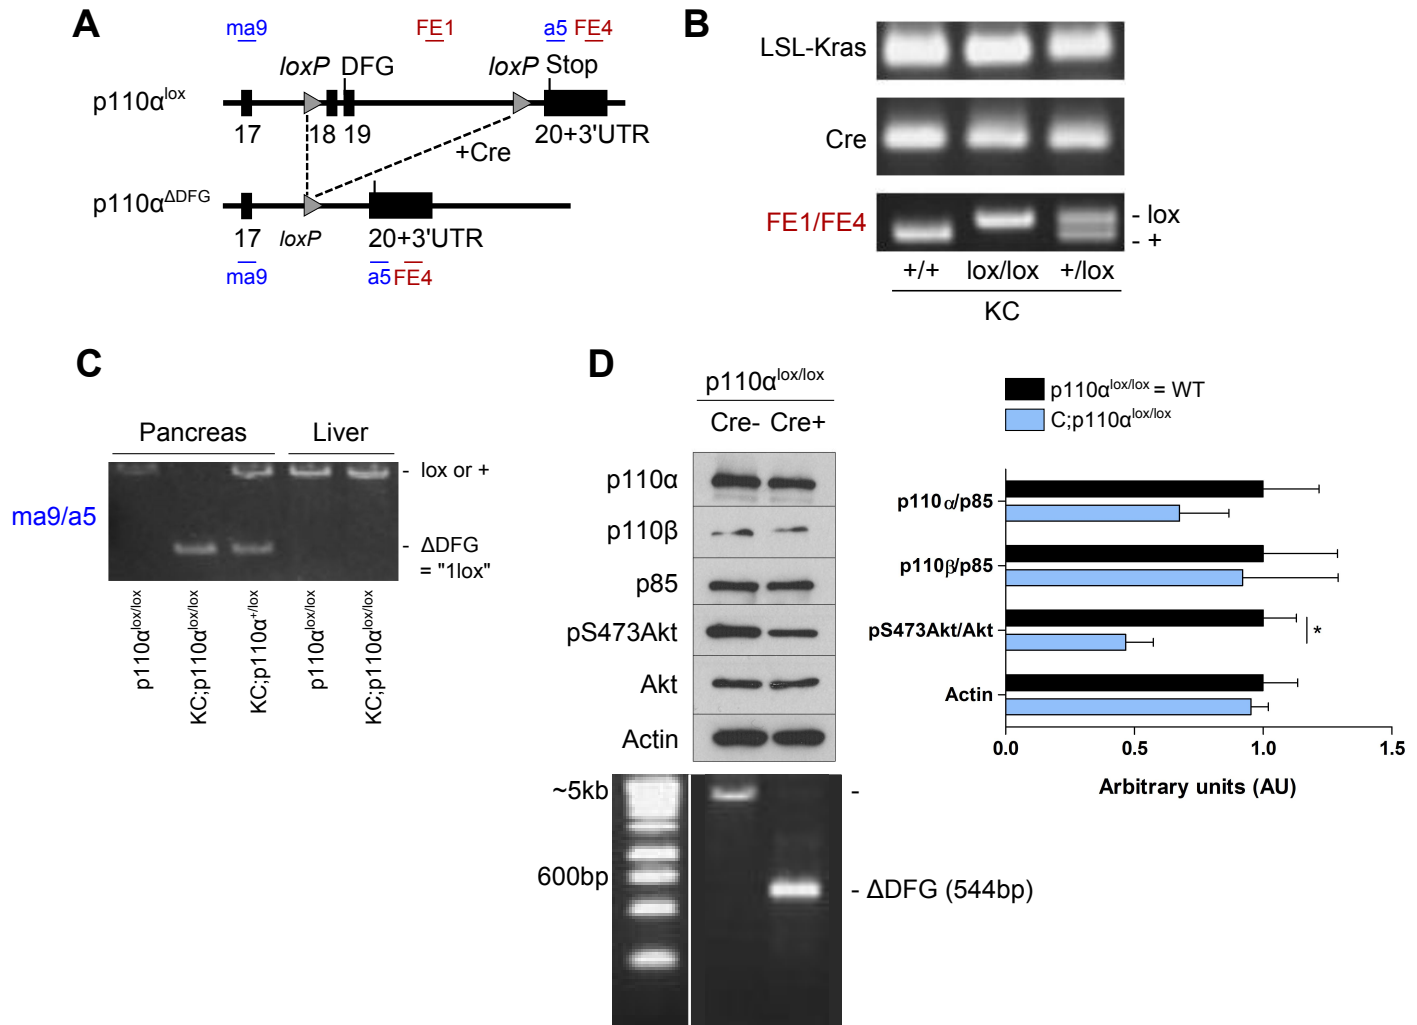 A
ma9 FE1 a5 FE4
loxP DFG loxP Stop
p110α^lox
17 18 19 20+3'UTR
+Cre
p110α^ΔDFG
17 loxP 20+3'UTR
ma9 a5 FE4
B
LSL-Kras
Cre
FE1/FE4
- lox
- +
+/+ lox/lox +/lox
KC
C
Pancreas Liver
ma9/a5
- lox or +
- ΔDFG
= "1lox"
p110α^lox/lox
KC;p110α^lox/lox
KC;p110α^+/lox
p110α^lox/lox
KC;p110α^lox/lox
D
p110α^lox/lox
Cre- Cre+
p110α
p110β
p85
pS473Akt
Akt
Actin
~5kb -
600bp
- ΔDFG (544bp)
p110α^lox/lox = WT
C;p110α^lox/lox
p110α/p85
p110β/p85
pS473Akt/Akt
*
Actin
0.0 0.5 1.0 1.5
Arbitrary units (AU)